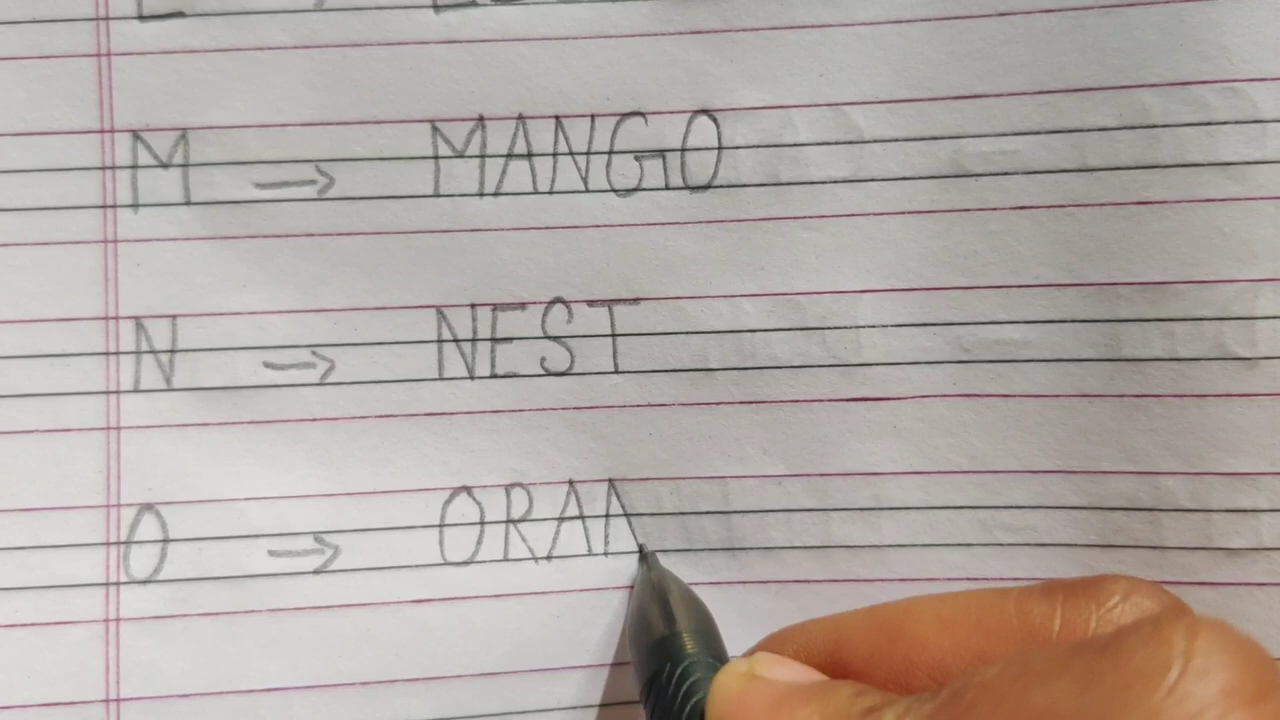 M → MANGO
N → NEST
O → ORAN